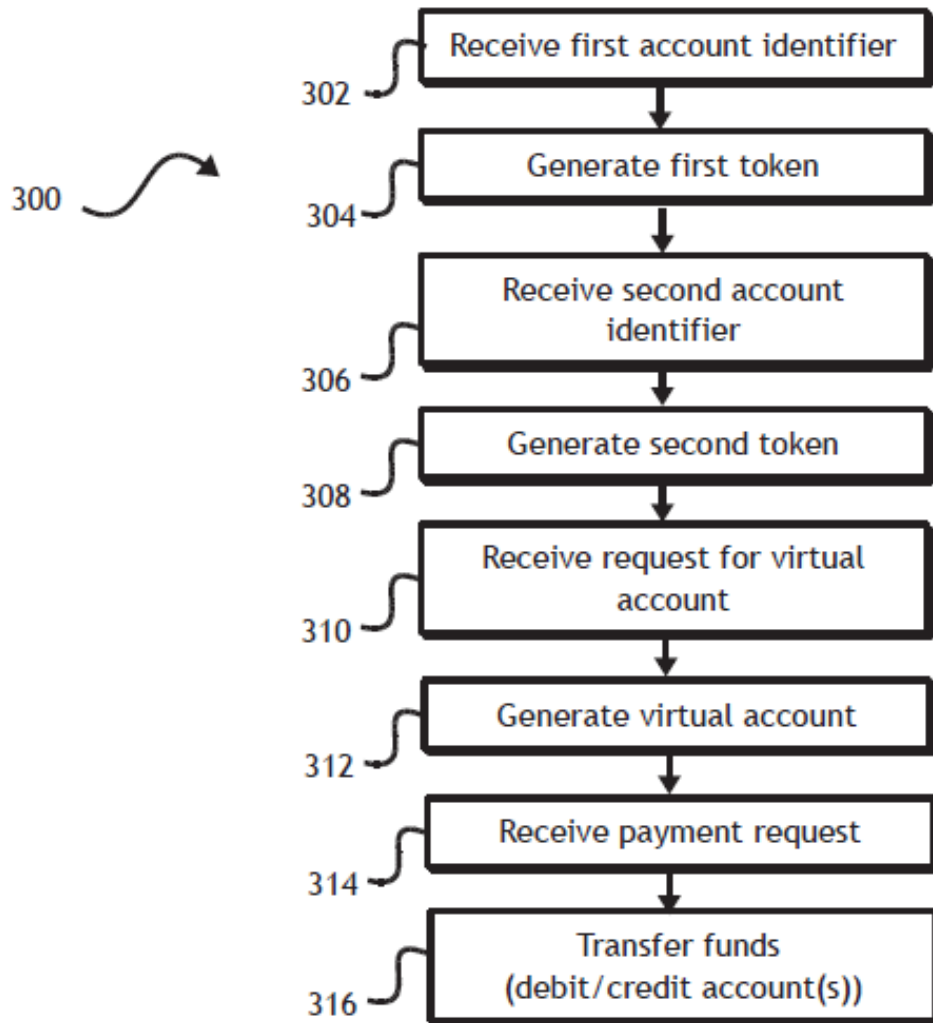 Receive first account identifier
302
Generate first token
300
304
Receive second account
identifier
306
Generate second token
308
Receive request for virtual
account
310
Generate virtual account
312
Receive payment request
314
Transfer funds
(debit/credit account(s))
316